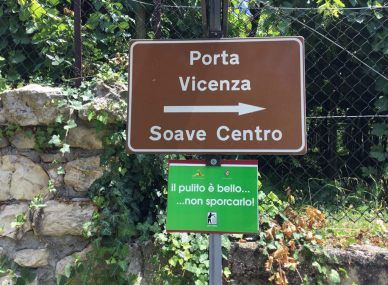 Porta
Vicenza
Soave Centro
il pulito è bello...
...non sporcarlo!